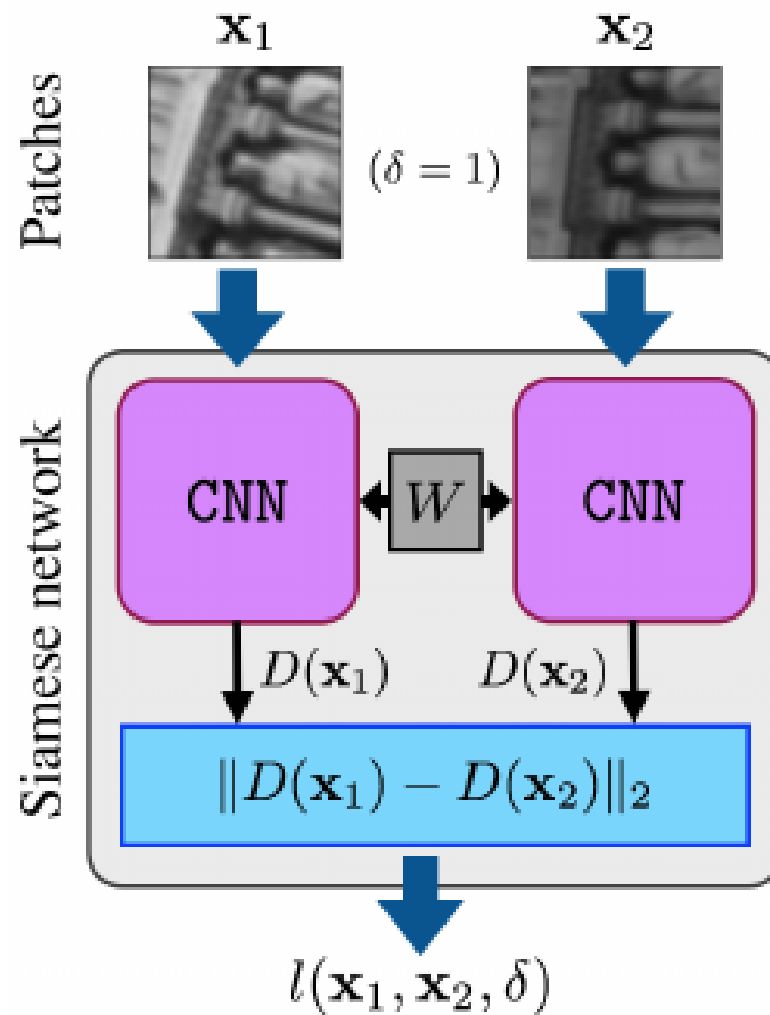 x₁ x₂
Patches
(δ = 1)
Siamese network
CNN W CNN
D(x₁) D(x₂)
‖D(x₁) − D(x₂)‖₂
l(x₁, x₂, δ)